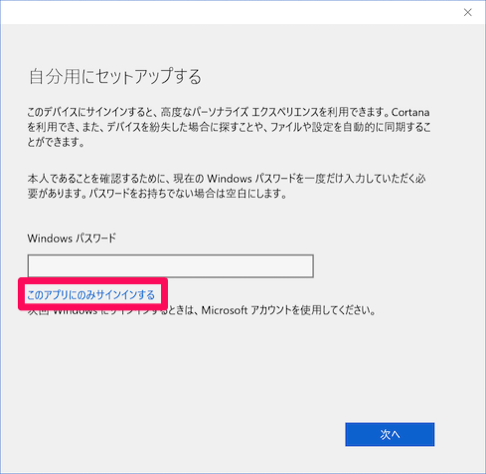 自分用にセットアップする
このデバイスにサインインすると、高度なパーソナライズ エクスペリエンスを利用できます。Cortana
を利用でき、また、デバイスを紛失した場合に探すことや、ファイルや設定を自動的に同期するこ
とができます。
本人であることを確認するために、現在の Windows パスワードを一度だけ入力していただく必
要があります。パスワードをお持ちでない場合は空白にします。
Windows パスワード
このアプリにのみサインインする
次回 Windows にサインインするときは、Microsoft アカウントを使用してください。
次へ